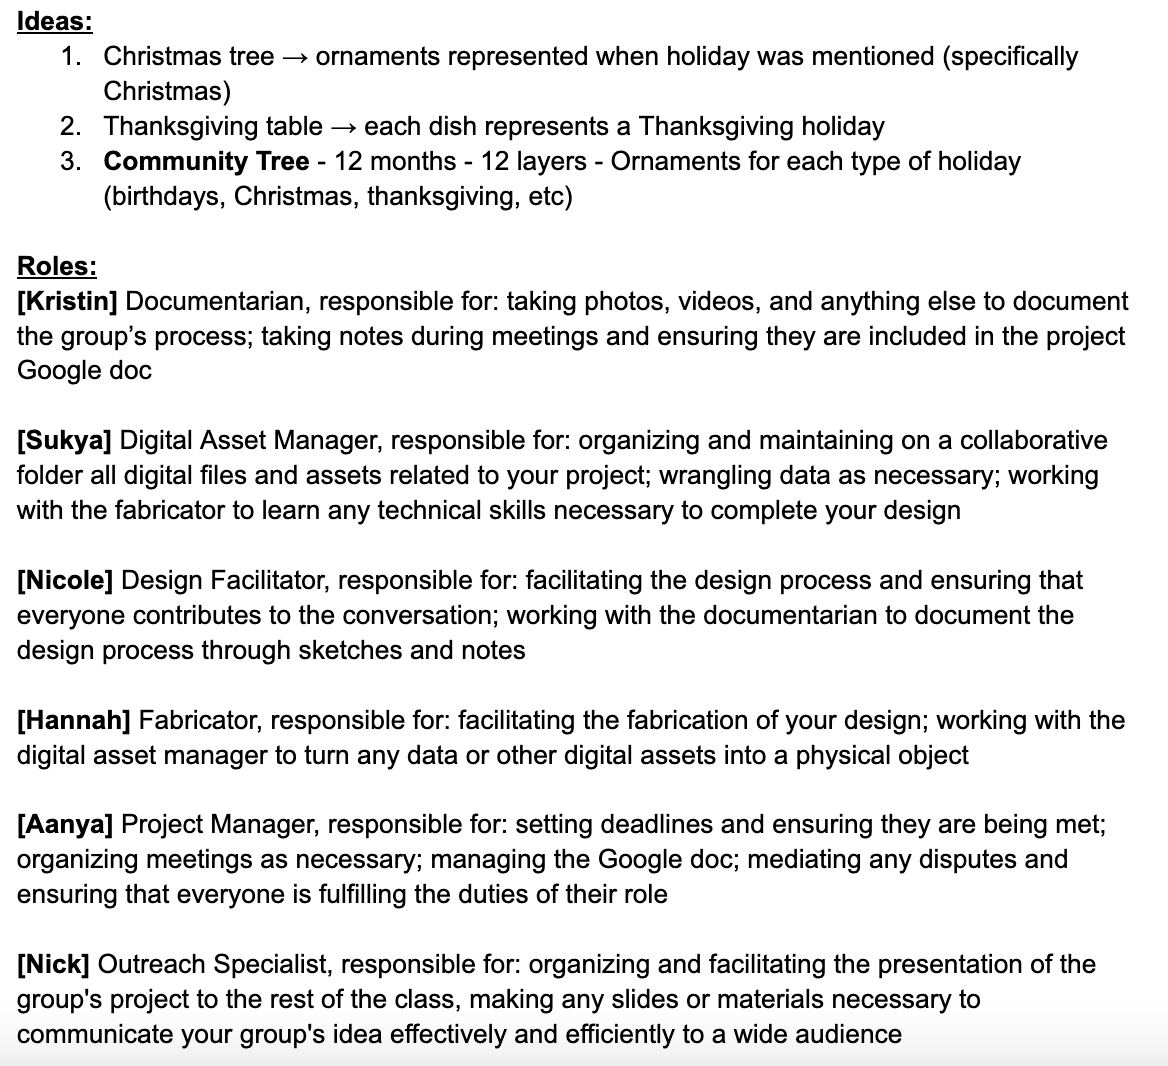 Ideas:
1. Christmas tree → ornaments represented when holiday was mentioned (specifically
Christmas)
2. Thanksgiving table → each dish represents a Thanksgiving holiday
3. Community Tree - 12 months - 12 layers - Ornaments for each type of holiday
(birthdays, Christmas, thanksgiving, etc)
Roles:
[Kristin] Documentarian, responsible for: taking photos, videos, and anything else to document
the group’s process; taking notes during meetings and ensuring they are included in the project
Google doc
[Sukya] Digital Asset Manager, responsible for: organizing and maintaining on a collaborative
folder all digital files and assets related to your project; wrangling data as necessary; working
with the fabricator to learn any technical skills necessary to complete your design
[Nicole] Design Facilitator, responsible for: facilitating the design process and ensuring that
everyone contributes to the conversation; working with the documentarian to document the
design process through sketches and notes
[Hannah] Fabricator, responsible for: facilitating the fabrication of your design; working with the
digital asset manager to turn any data or other digital assets into a physical object
[Aanya] Project Manager, responsible for: setting deadlines and ensuring they are being met;
organizing meetings as necessary; managing the Google doc; mediating any disputes and
ensuring that everyone is fulfilling the duties of their role
[Nick] Outreach Specialist, responsible for: organizing and facilitating the presentation of the
group's project to the rest of the class, making any slides or materials necessary to
communicate your group's idea effectively and efficiently to a wide audience